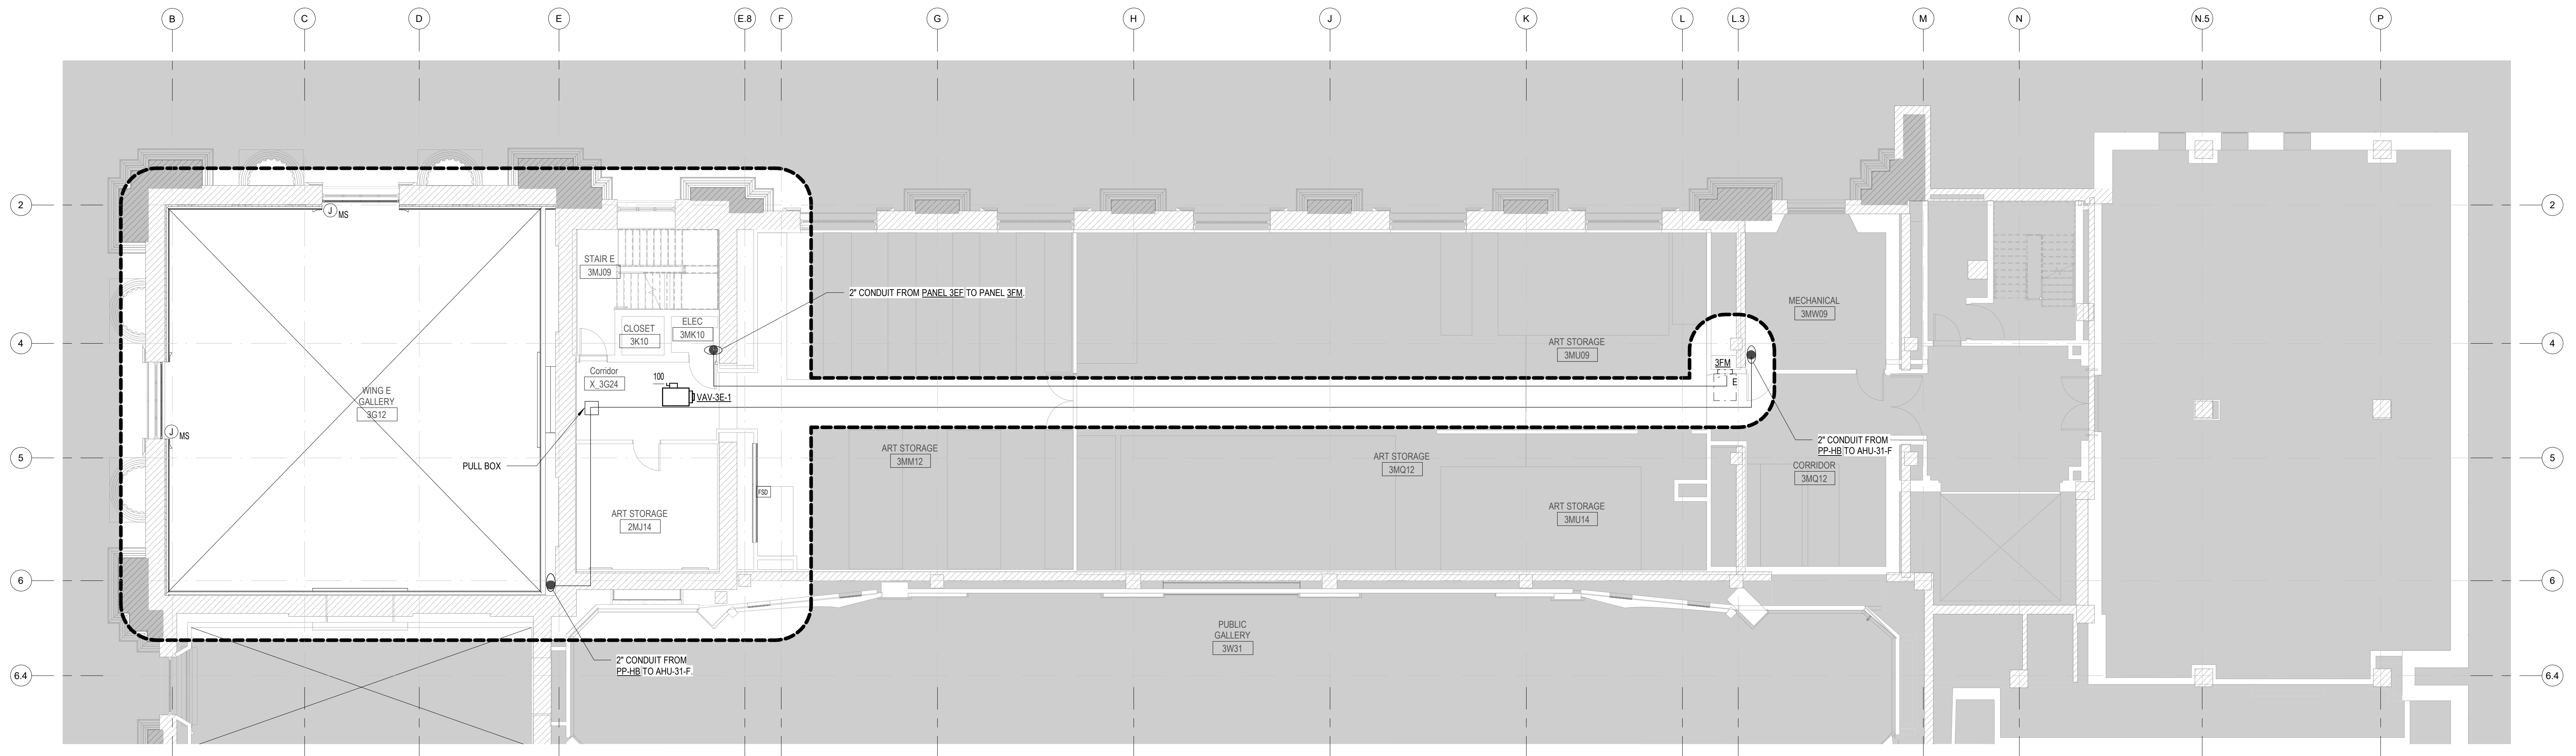 B C D E E.8 F G H J K L L.3 M N N.5 P
2 2
J MS
STAIR E
3MJ09
2" CONDUIT FROM PANEL 3EF TO PANEL 3FM.
MECHANICAL
3MW09
CLOSET
3K10
ELEC
3MK10
4 4
ART STORAGE
3MU09
3FM
E
Corridor
X_3G24
100
VAV-3E-1
WING E
GALLERY
3G12
J MS
2" CONDUIT FROM
PP-HB TO AHU-31-F
PULL BOX
ART STORAGE
3MM12
ART STORAGE
3MQ12
CORRIDOR
3MQ12
5 5
FSD
ART STORAGE
2MJ14
ART STORAGE
3MU14
6 6
PUBLIC
GALLERY
3W31
2" CONDUIT FROM
PP-HB TO AHU-31-F.
6.4 6.4